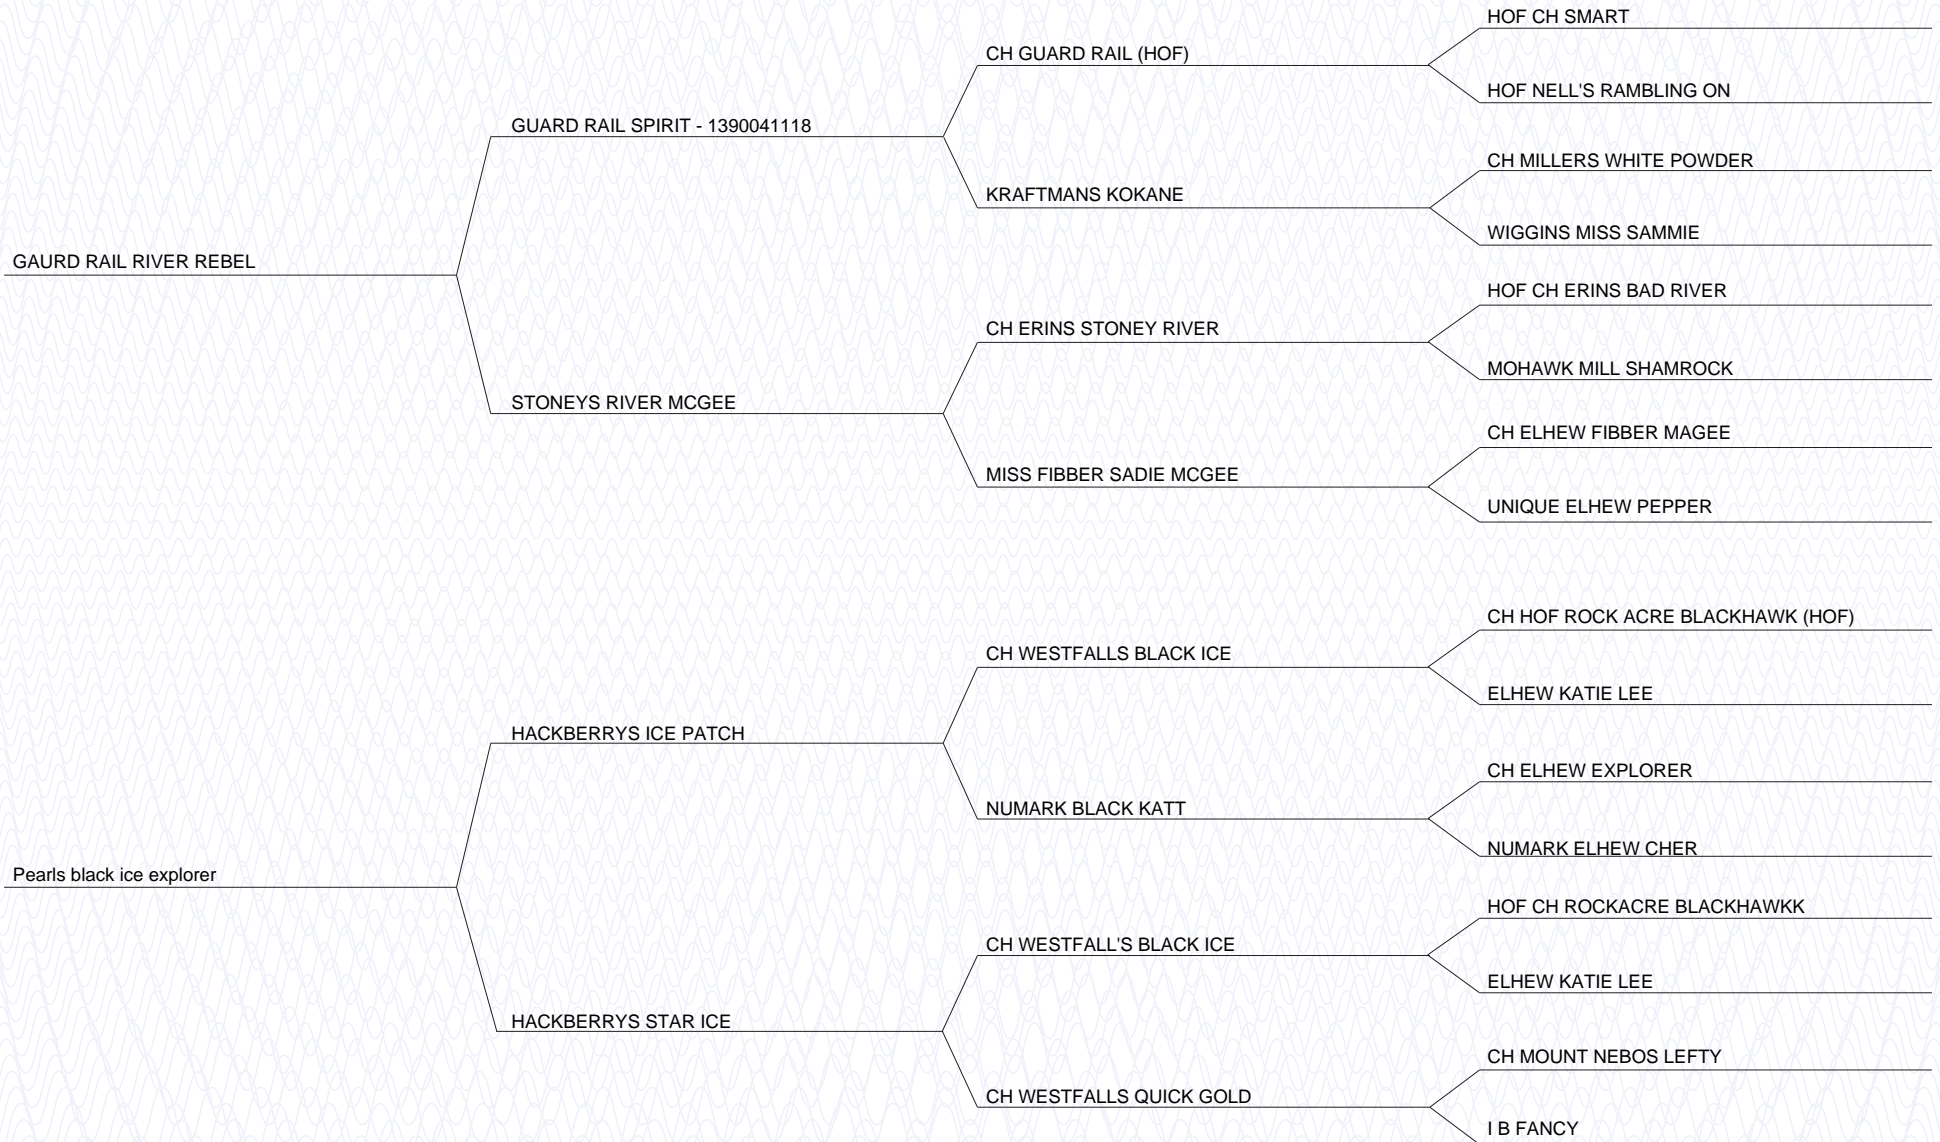 HOF CH SMART
CH GUARD RAIL (HOF)
HOF NELL'S RAMBLING ON
GUARD RAIL SPIRIT - 1390041118
CH MILLERS WHITE POWDER
KRAFTMANS KOKANE
WIGGINS MISS SAMMIE
GAURD RAIL RIVER REBEL
HOF CH ERINS BAD RIVER
CH ERINS STONEY RIVER
MOHAWK MILL SHAMROCK
STONEYS RIVER MCGEE
CH ELHEW FIBBER MAGEE
MISS FIBBER SADIE MCGEE
UNIQUE ELHEW PEPPER
CH HOF ROCK ACRE BLACKHAWK (HOF)
CH WESTFALLS BLACK ICE
ELHEW KATIE LEE
HACKBERRYS ICE PATCH
CH ELHEW EXPLORER
NUMARK BLACK KATT
NUMARK ELHEW CHER
Pearls black ice explorer
HOF CH ROCKACRE BLACKHAWKK
CH WESTFALL'S BLACK ICE
ELHEW KATIE LEE
HACKBERRYS STAR ICE
CH MOUNT NEBOS LEFTY
CH WESTFALLS QUICK GOLD
I B FANCY